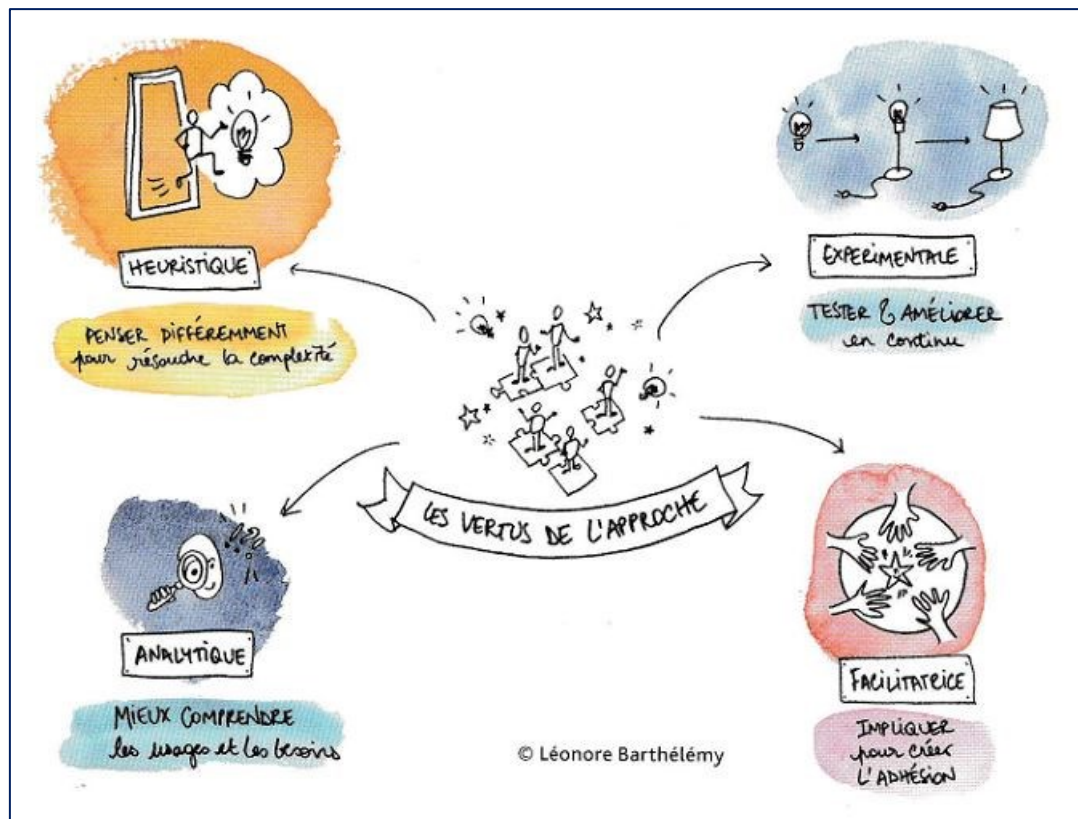 HEURISTIQUE
PENSER DIFFÉREMMENT
pour résoudre la complexité
EXPERIMENTALE
TESTER & AMÉLIORER
en continu
LES VERTUS DE L'APPROCHE
ANALYTIQUE
MIEUX COMPRENDRE
les usages et les besoins
FACILITATRICE
IMPLIQUER
pour créer
L'ADHÉSION
© Léonore Barthélémy